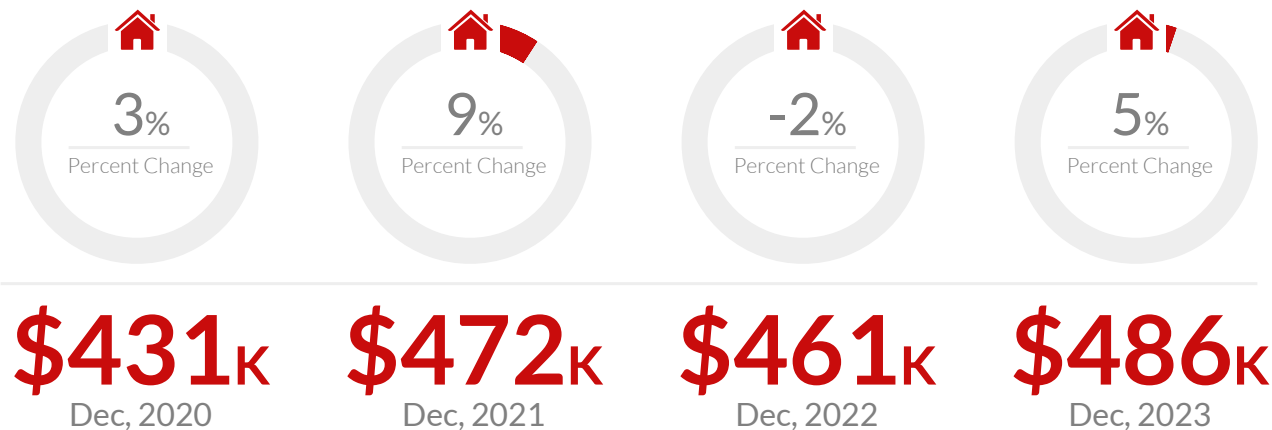 3%
Percent Change
$431K
Dec, 2020
9%
Percent Change
$472K
Dec, 2021
-2%
Percent Change
$461K
Dec, 2022
5%
Percent Change
$486K
Dec, 2023